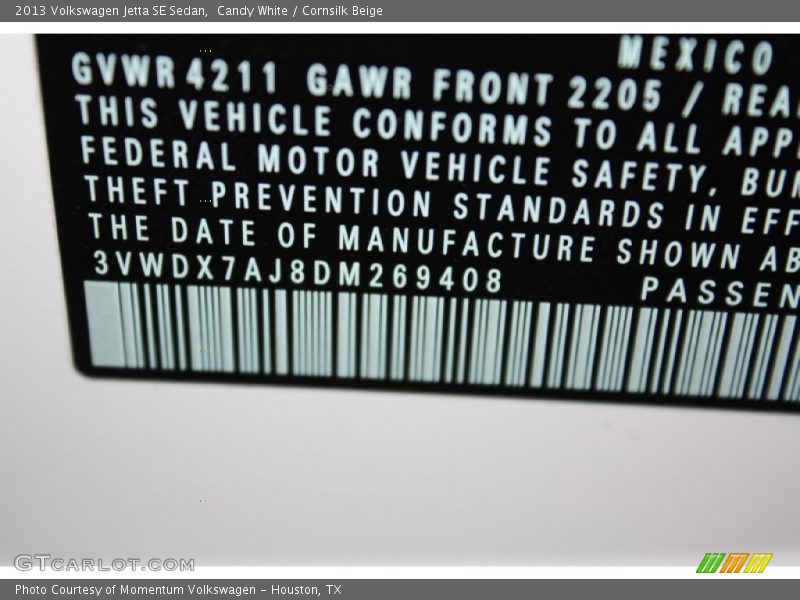 2013 Volkswagen Jetta SE Sedan, Candy White / Cornsilk Beige
MEXICO
GVWR 4211 GAWR FRONT 2205 / REA
THIS VEHICLE CONFORMS TO ALL APP
FEDERAL MOTOR VEHICLE SAFETY, BU
THEFT PREVENTION STANDARDS IN EFF
THE DATE OF MANUFACTURE SHOWN AB
3VWDX7AJ8DM269408 PASSEN
GTCARLOT.COM
Photo Courtesy of Momentum Volkswagen - Houston, TX